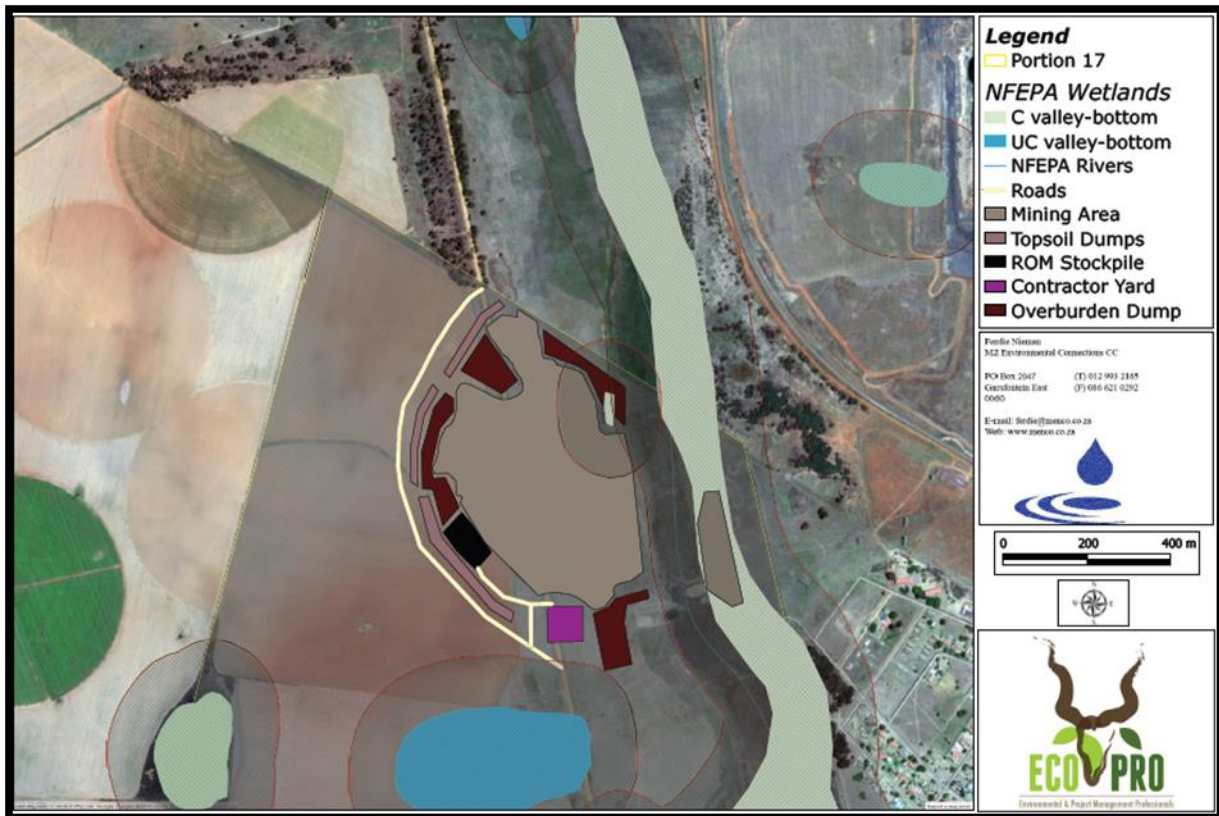 Legend
Portion 17
NFEPA Wetlands
C valley-bottom
UC valley-bottom
NFEPA Rivers
Roads
Mining Area
Topsoil Dumps
ROM Stockpile
Contractor Yard
Overburden Dump
Ferdie Nieman
M2 Environmental Connections CC
PO Box 2047 (T) 012 993 2165
Garsfontein East (F) 086 621 0292
0060
E-mail: ferdie@menco.co.za
Web: www.menco.co.za
0 200 400 m
N
W E
S
ECO PRO
Environmental & Project Management Professionals